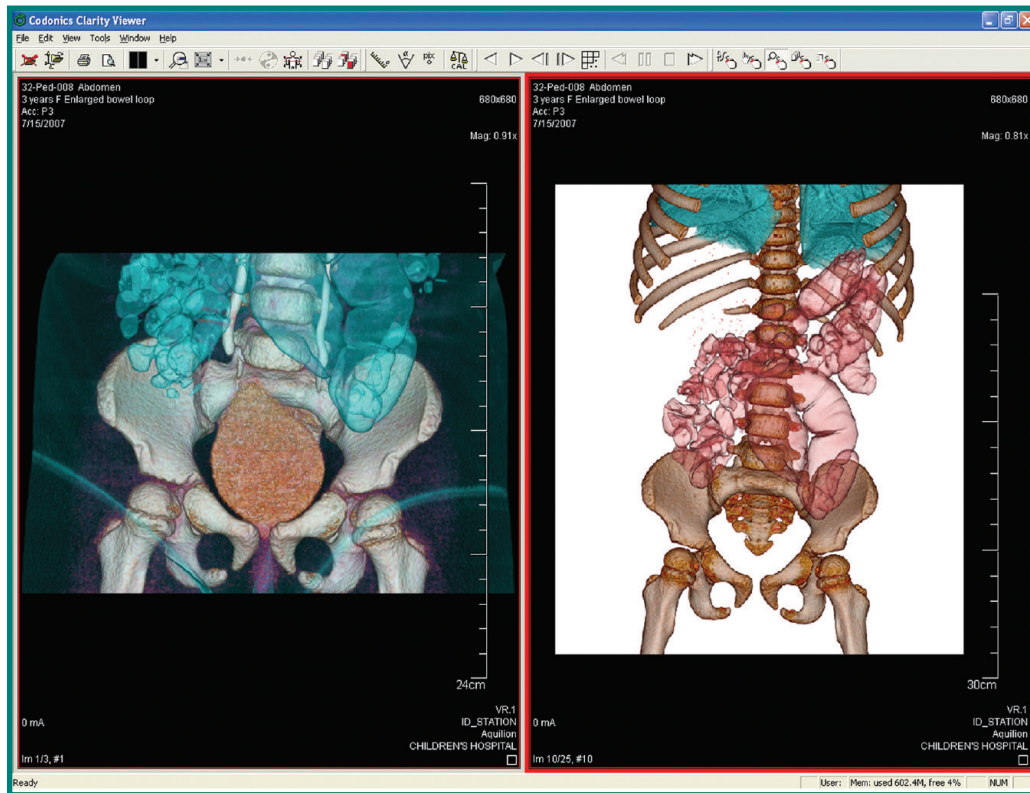 Codonics Clarity Viewer
File Edit View Tools Window Help
CAL
32-Ped-008 Abdomen
3 years F Enlarged bowel loop
Acc: P3
7/15/2007
680x680
Mag: 0.91x
24cm
0 mA
VR.1
ID_STATION
Aquilion
CHILDREN'S HOSPITAL
Im 1/3, #1
32-Ped-008 Abdomen
3 years F Enlarged bowel loop
Acc: P3
7/15/2007
680x680
Mag: 0.81x
30cm
0 mA
VR.1
ID_STATION
Aquilion
CHILDREN'S HOSPITAL
Im 10/25, #10
Ready User: Mem: used 602.4M, free 4% NUM